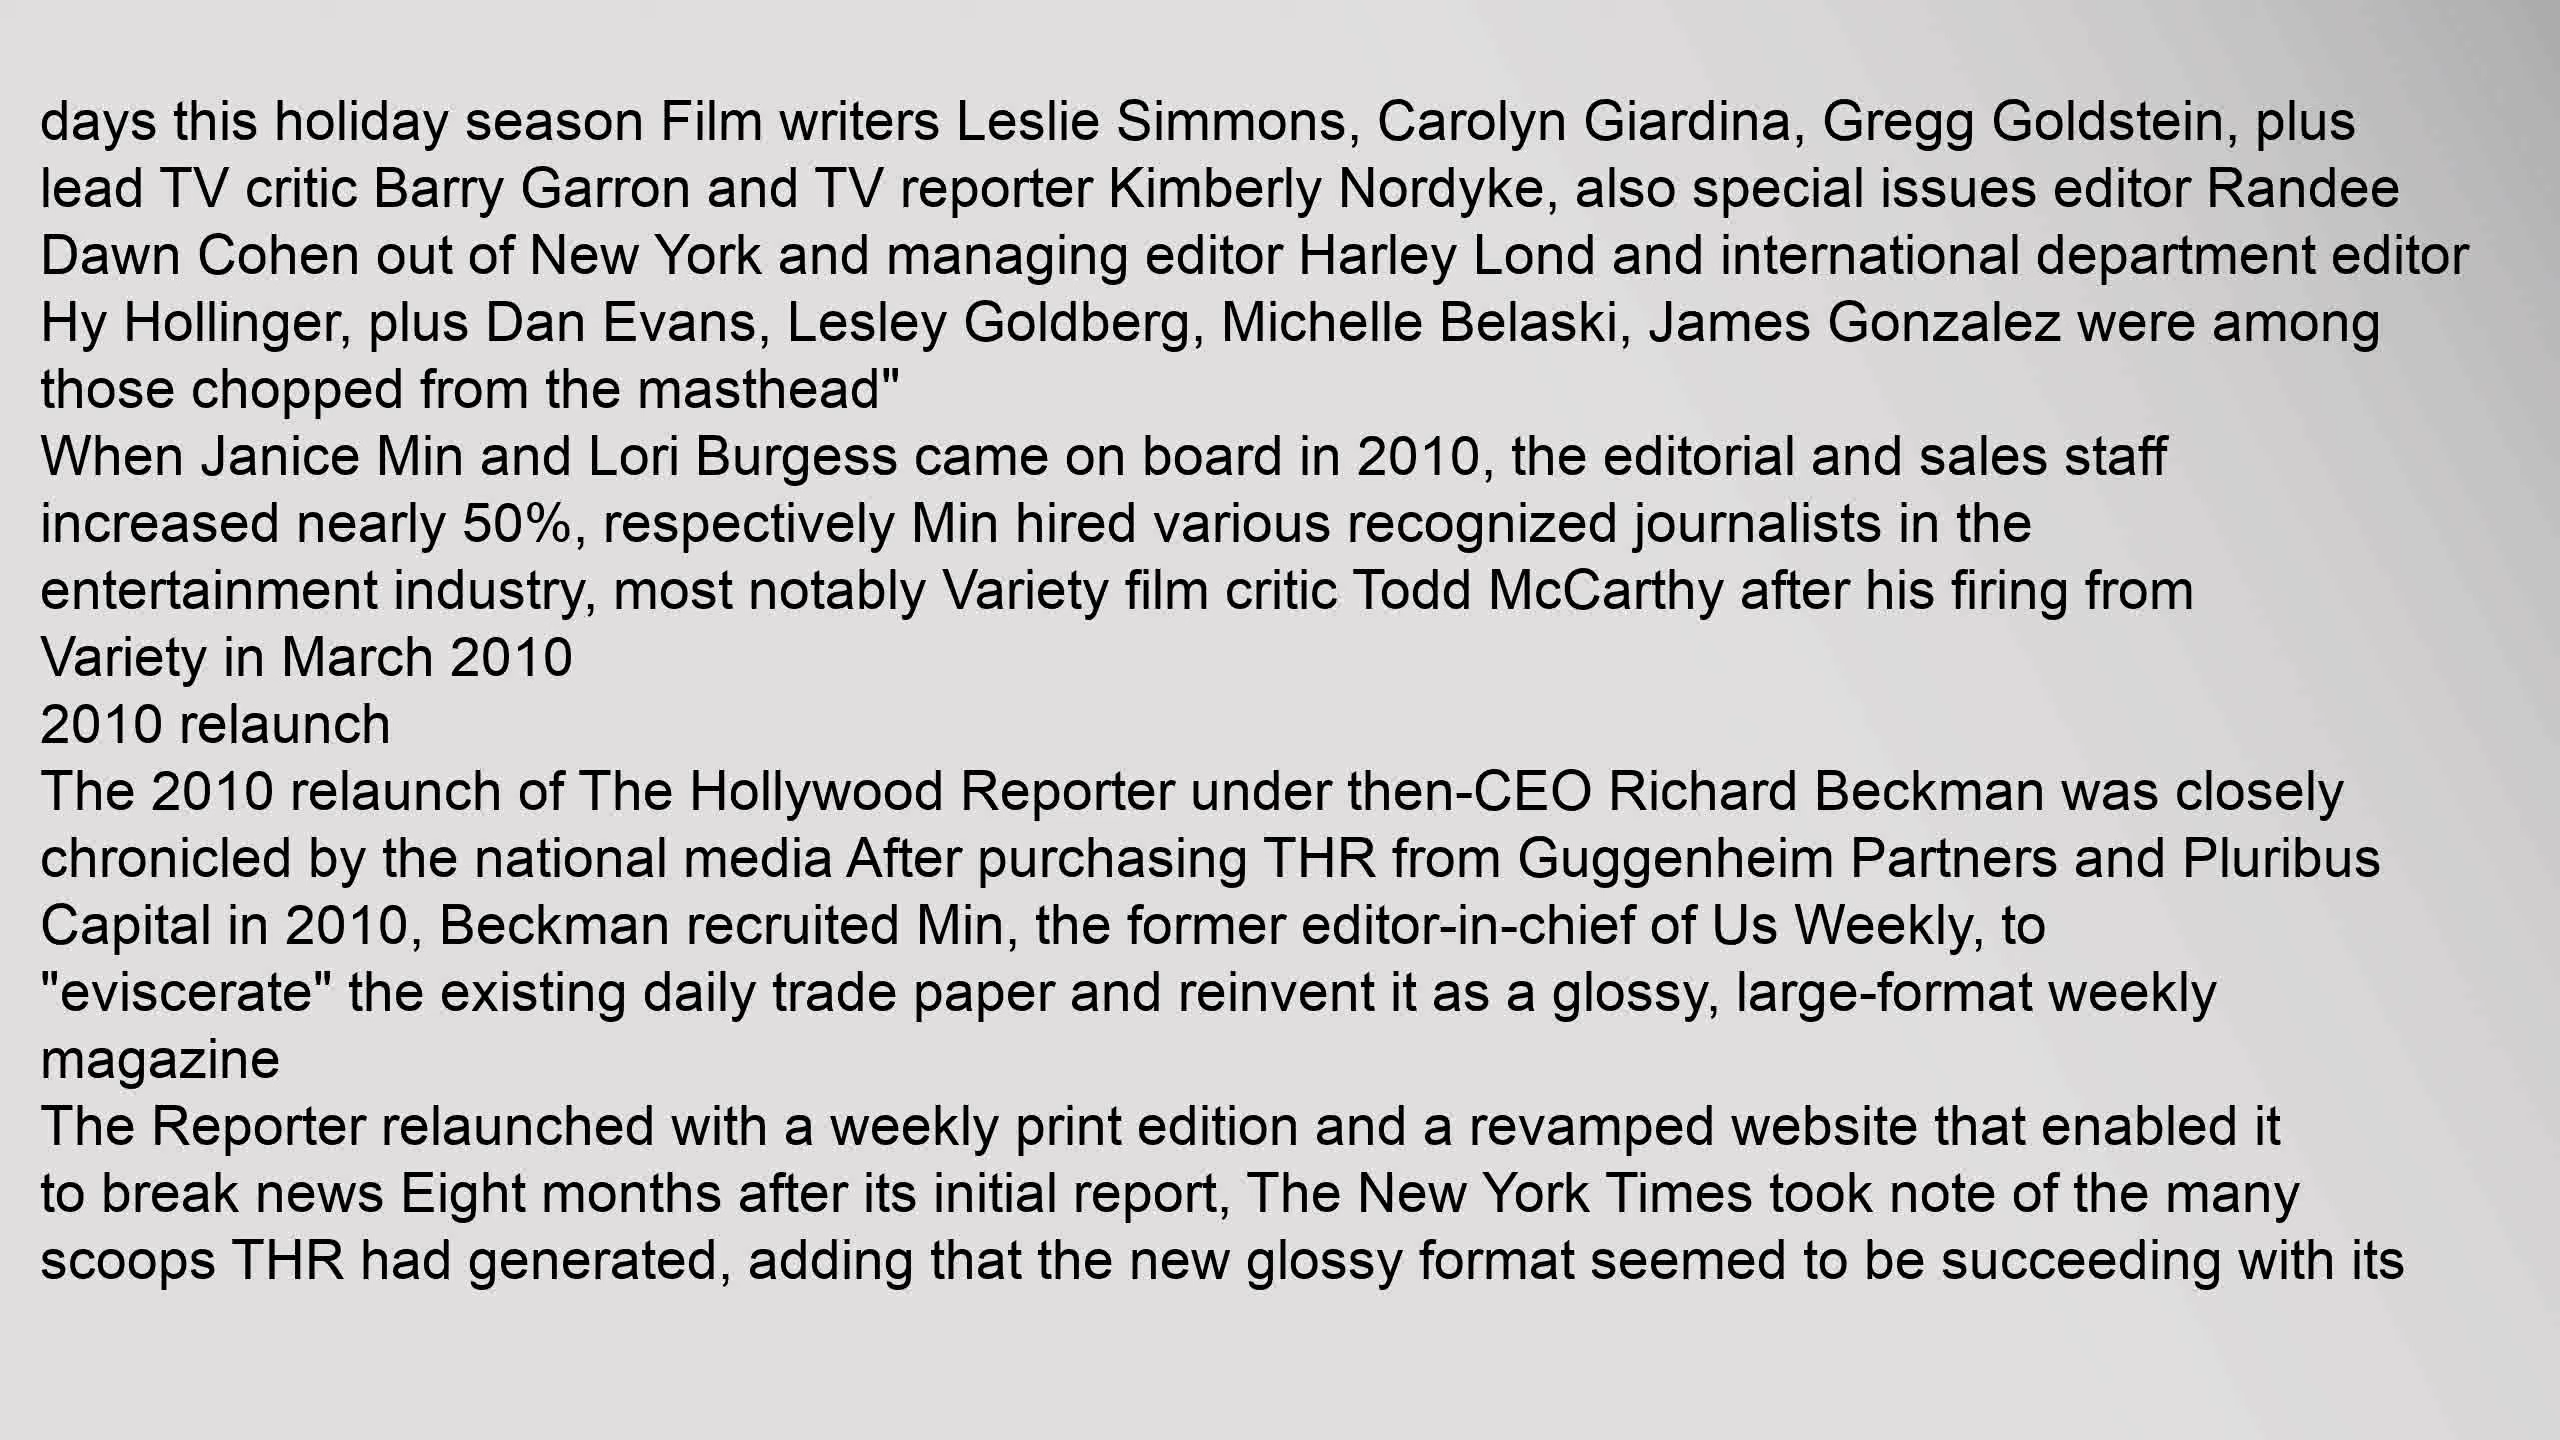 days this holiday season Film writers Leslie Simmons, Carolyn Giardina, Gregg Goldstein, plus
lead TV critic Barry Garron and TV reporter Kimberly Nordyke, also special issues editor Randee
Dawn Cohen out of New York and managing editor Harley Lond and international department editor
Hy Hollinger, plus Dan Evans, Lesley Goldberg, Michelle Belaski, James Gonzalez were among
those chopped from the masthead"
When Janice Min and Lori Burgess came on board in 2010, the editorial and sales staff
increased nearly 50%, respectively Min hired various recognized journalists in the
entertainment industry, most notably Variety film critic Todd McCarthy after his firing from
Variety in March 2010
2010 relaunch
The 2010 relaunch of The Hollywood Reporter under then-CEO Richard Beckman was closely
chronicled by the national media After purchasing THR from Guggenheim Partners and Pluribus
Capital in 2010, Beckman recruited Min, the former editor-in-chief of Us Weekly, to
"eviscerate" the existing daily trade paper and reinvent it as a glossy, large-format weekly
magazine
The Reporter relaunched with a weekly print edition and a revamped website that enabled it
to break news Eight months after its initial report, The New York Times took note of the many
scoops THR had generated, adding that the new glossy format seemed to be succeeding with its